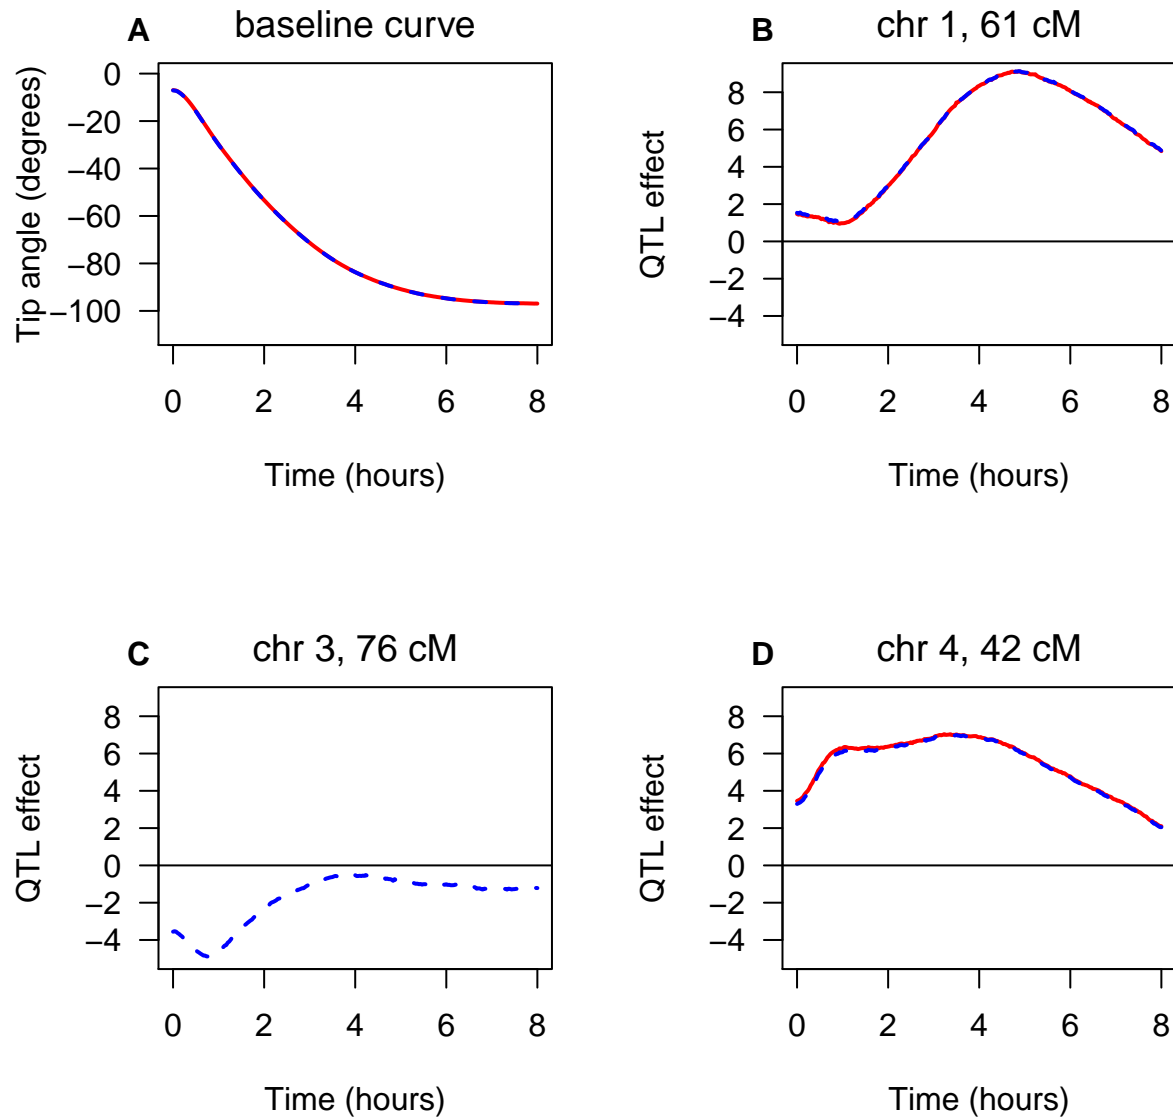 A baseline curve
Tip angle (degrees)
0
−20
−40
−60
−80
−100
0 2 4 6 8
Time (hours)
B chr 1, 61 cM
QTL effect
8
6
4
2
0
−2
−4
0 2 4 6 8
Time (hours)
C chr 3, 76 cM
QTL effect
8
6
4
2
0
−2
−4
0 2 4 6 8
Time (hours)
D chr 4, 42 cM
QTL effect
8
6
4
2
0
−2
−4
0 2 4 6 8
Time (hours)